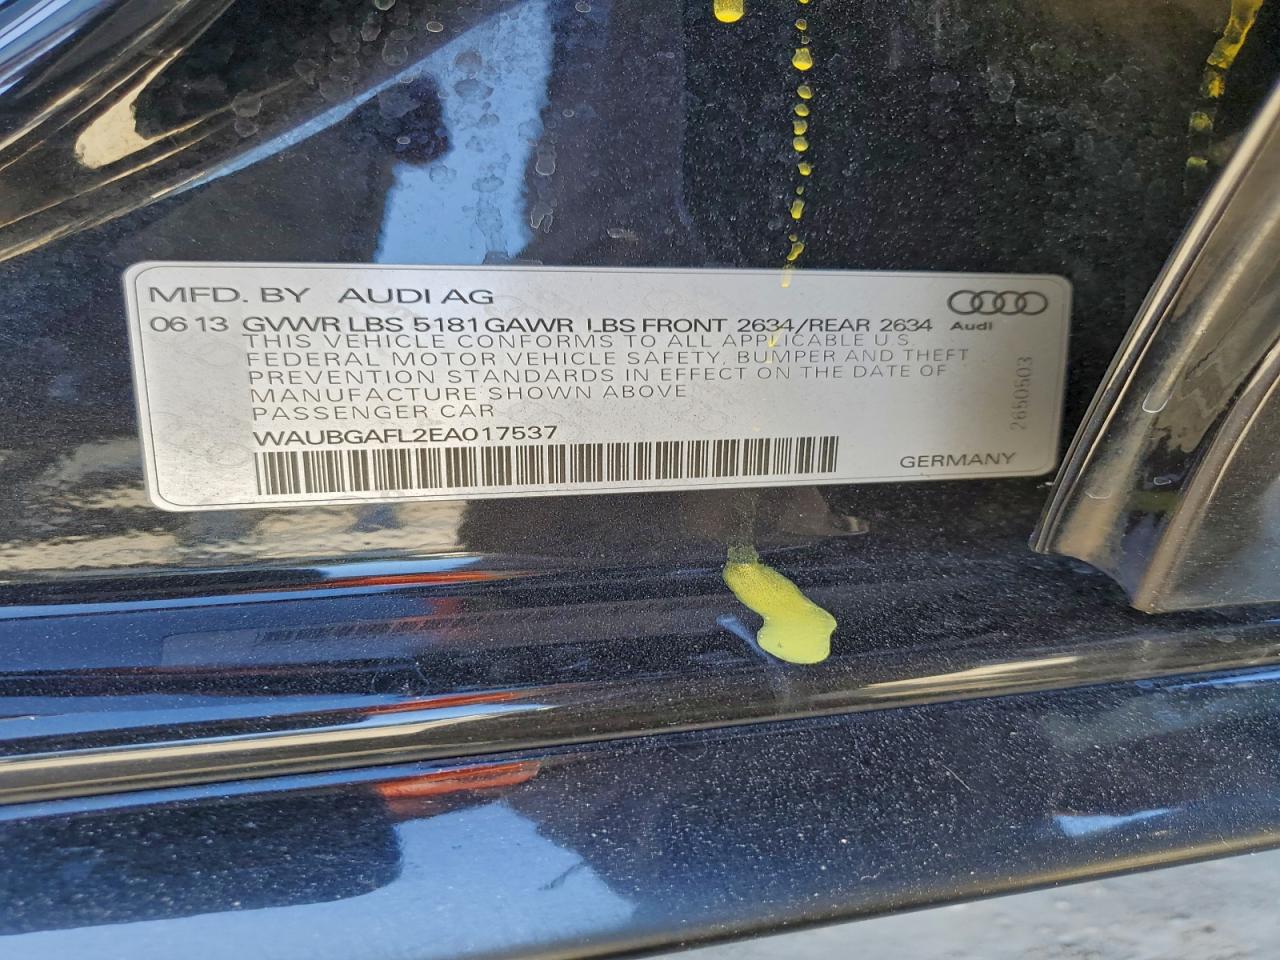 MFD. BY AUDI AG
06 13 GVWR LBS 5181 GAWR LBS FRONT 2634/REAR 2634
Audi
THIS VEHICLE CONFORMS TO ALL APPLICABLE U.S.
FEDERAL MOTOR VEHICLE SAFETY, BUMPER AND THEFT
PREVENTION STANDARDS IN EFFECT ON THE DATE OF
MANUFACTURE SHOWN ABOVE
PASSENGER CAR
WAUBGAFL2EA017537
GERMANY
2650503